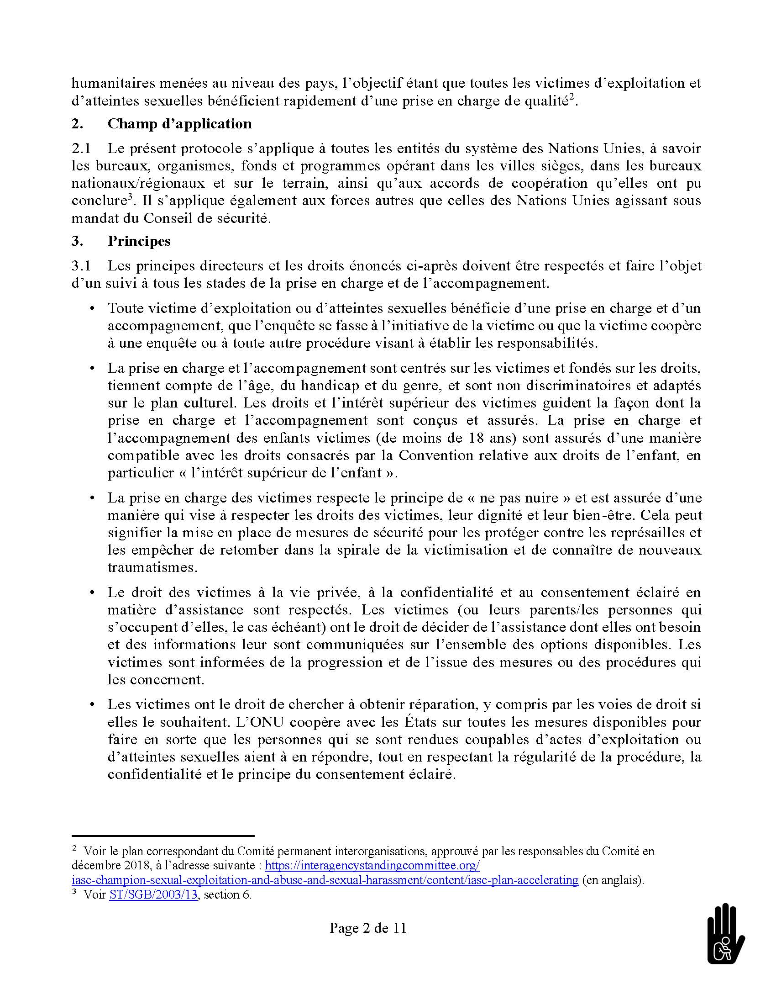 humanitaires menées au niveau des pays, l’objectif étant que toutes les victimes d’exploitation et
d’atteintes sexuelles bénéficient rapidement d’une prise en charge de qualité².
2. Champ d’application
2.1 Le présent protocole s’applique à toutes les entités du système des Nations Unies, à savoir
les bureaux, organismes, fonds et programmes opérant dans les villes sièges, dans les bureaux
nationaux/régionaux et sur le terrain, ainsi qu’aux accords de coopération qu’elles ont pu
conclure³. Il s’applique également aux forces autres que celles des Nations Unies agissant sous
mandat du Conseil de sécurité.
3. Principes
3.1 Les principes directeurs et les droits énoncés ci-après doivent être respectés et faire l’objet
d’un suivi à tous les stades de la prise en charge et de l’accompagnement.
• Toute victime d’exploitation ou d’atteintes sexuelles bénéficie d’une prise en charge et d’un
accompagnement, que l’enquête se fasse à l’initiative de la victime ou que la victime coopère
à une enquête ou à toute autre procédure visant à établir les responsabilités.
• La prise en charge et l’accompagnement sont centrés sur les victimes et fondés sur les droits,
tiennent compte de l’âge, du handicap et du genre, et sont non discriminatoires et adaptés
sur le plan culturel. Les droits et l’intérêt supérieur des victimes guident la façon dont la
prise en charge et l’accompagnement sont conçus et assurés. La prise en charge et
l’accompagnement des enfants victimes (de moins de 18 ans) sont assurés d’une manière
compatible avec les droits consacrés par la Convention relative aux droits de l’enfant, en
particulier « l’intérêt supérieur de l’enfant ».
• La prise en charge des victimes respecte le principe de « ne pas nuire » et est assurée d’une
manière qui vise à respecter les droits des victimes, leur dignité et leur bien-être. Cela peut
signifier la mise en place de mesures de sécurité pour les protéger contre les représailles et
les empêcher de retomber dans la spirale de la victimisation et de connaître de nouveaux
traumatismes.
• Le droit des victimes à la vie privée, à la confidentialité et au consentement éclairé en
matière d’assistance sont respectés. Les victimes (ou leurs parents/les personnes qui
s’occupent d’elles, le cas échéant) ont le droit de décider de l’assistance dont elles ont besoin
et des informations leur sont communiquées sur l’ensemble des options disponibles. Les
victimes sont informées de la progression et de l’issue des mesures ou des procédures qui
les concernent.
• Les victimes ont le droit de chercher à obtenir réparation, y compris par les voies de droit si
elles le souhaitent. L’ONU coopère avec les États sur toutes les mesures disponibles pour
faire en sorte que les personnes qui se sont rendues coupables d’actes d’exploitation ou
d’atteintes sexuelles aient à en répondre, tout en respectant la régularité de la procédure, la
confidentialité et le principe du consentement éclairé.
² Voir le plan correspondant du Comité permanent interorganisations, approuvé par les responsables du Comité en
décembre 2018, à l’adresse suivante : https://interagencystandingcommittee.org/
iasc-champion-sexual-exploitation-and-abuse-and-sexual-harassment/content/iasc-plan-accelerating (en anglais).
³ Voir ST/SGB/2003/13, section 6.
Page 2 de 11